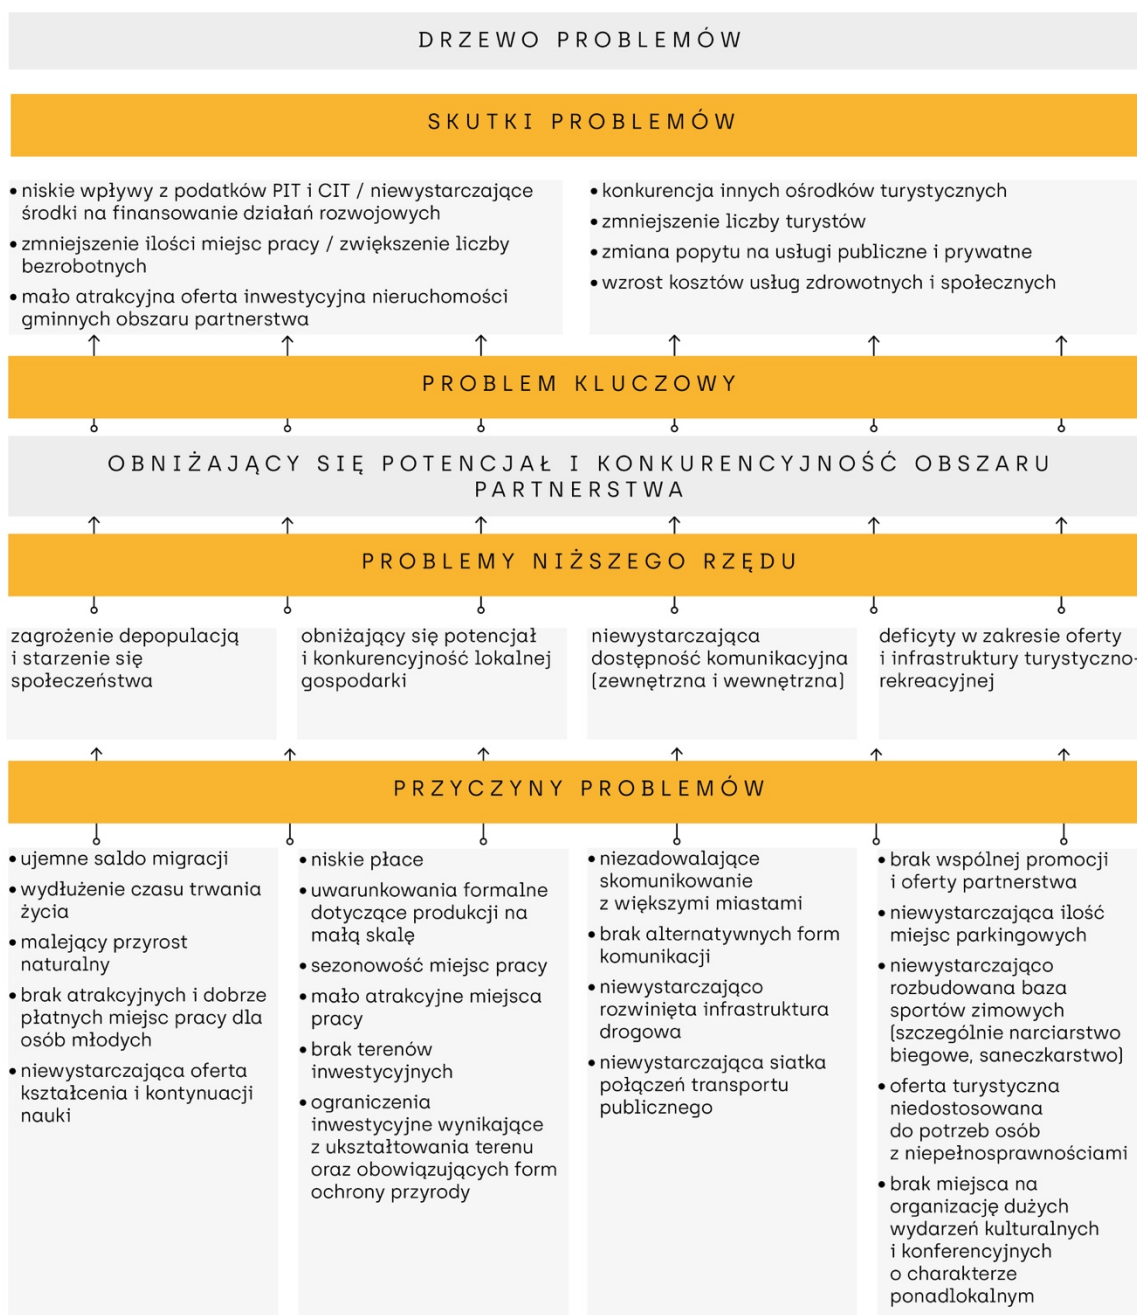 DRZEWO PROBLEMÓW
SKUTKI PROBLEMÓW
• niskie wpływy z podatków PIT i CIT / niewystarczające
środki na finansowanie działań rozwojowych
• zmniejszenie ilości miejsc pracy / zwiększenie liczby
bezrobotnych
• mało atrakcyjna oferta inwestycyjna nieruchomości
gminnych obszaru partnerstwa
• konkurencja innych ośrodków turystycznych
• zmniejszenie liczby turystów
• zmiana popytu na usługi publiczne i prywatne
• wzrost kosztów usług zdrowotnych i społecznych
PROBLEM KLUCZOWY
OBNIŻAJĄCY SIĘ POTENCJAŁ I KONKURENCYJNOŚĆ OBSZARU
PARTNERSTWA
PROBLEMY NIŻSZEGO RZĘDU
zagrożenie depopulacją
i starzenie się
społeczeństwa
obniżający się potencjał
i konkurencyjność lokalnej
gospodarki
niewystarczająca
dostępność komunikacyjna
(zewnętrzna i wewnętrzna)
deficyty w zakresie oferty
i infrastruktury turystyczno-
rekreacyjnej
PRZYCZYNY PROBLEMÓW
• ujemne saldo migracji
• wydłużenie czasu trwania
życia
• malejący przyrost
naturalny
• brak atrakcyjnych i dobrze
płatnych miejsc pracy dla
osób młodych
• niewystarczająca oferta
kształcenia i kontynuacji
nauki
• niskie płace
• uwarunkowania formalne
dotyczące produkcji na
małą skalę
• sezonowość miejsc pracy
• mało atrakcyjne miejsca
pracy
• brak terenów
inwestycyjnych
• ograniczenia
inwestycyjne wynikające
z ukształtowania terenu
oraz obowiązujących form
ochrony przyrody
• niezadowalające
skomunikowanie
z większymi miastami
• brak alternatywnych form
komunikacji
• niewystarczająco
rozwinięta infrastruktura
drogowa
• niewystarczająca siatka
połączeń transportu
publicznego
• brak wspólnej promocji
i oferty partnerstwa
• niewystarczająca ilość
miejsc parkingowych
• niewystarczająco
rozbudowana baza
sportów zimowych
(szczególnie narciarstwo
biegowe, saneczkarstwo)
• oferta turystyczna
niedostosowana
do potrzeb osób
z niepełnosprawnościami
• brak miejsca na
organizację dużych
wydarzeń kulturalnych
i konferencyjnych
o charakterze
ponadlokalnym